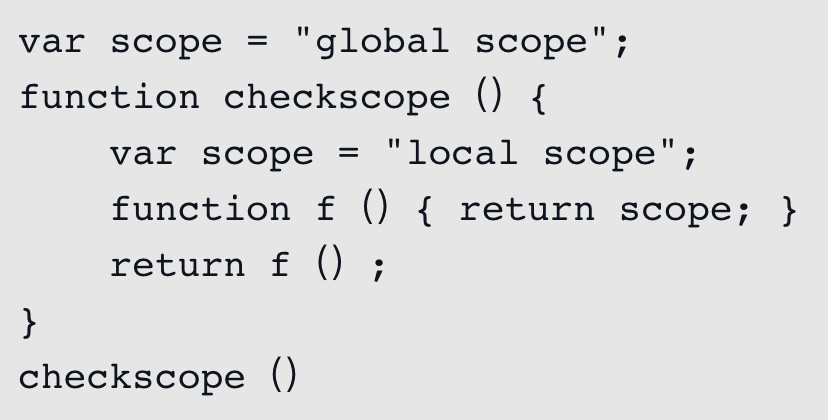 var scope = "global scope";
function checkscope () {
    var scope = "local scope";
    function f () { return scope; }
    return f () ;
}
checkscope ()